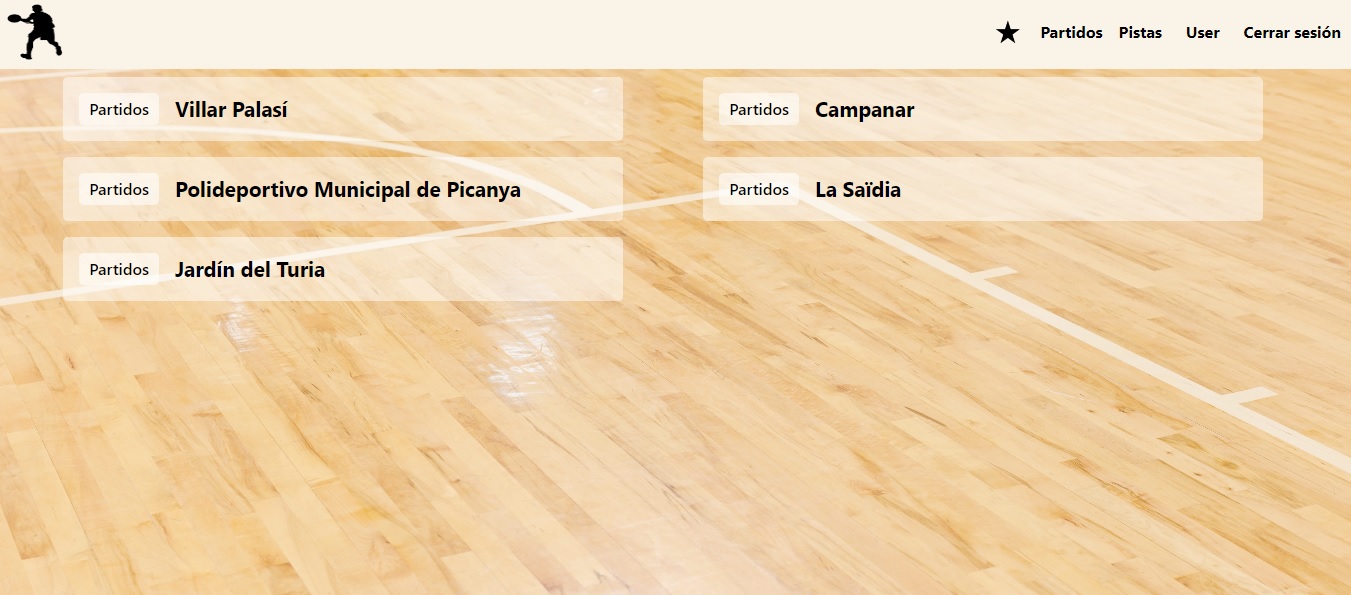 ★ Partidos Pistas User Cerrar sesión
Partidos Villar Palasí
Partidos Campanar
Partidos Polideportivo Municipal de Picanya
Partidos La Saïdia
Partidos Jardín del Turia